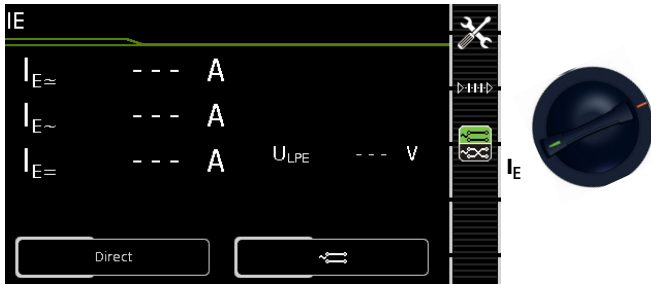 IE
IE≃ --- A
IE~ --- A
IE= --- A ULPE --- V
IE
Direct